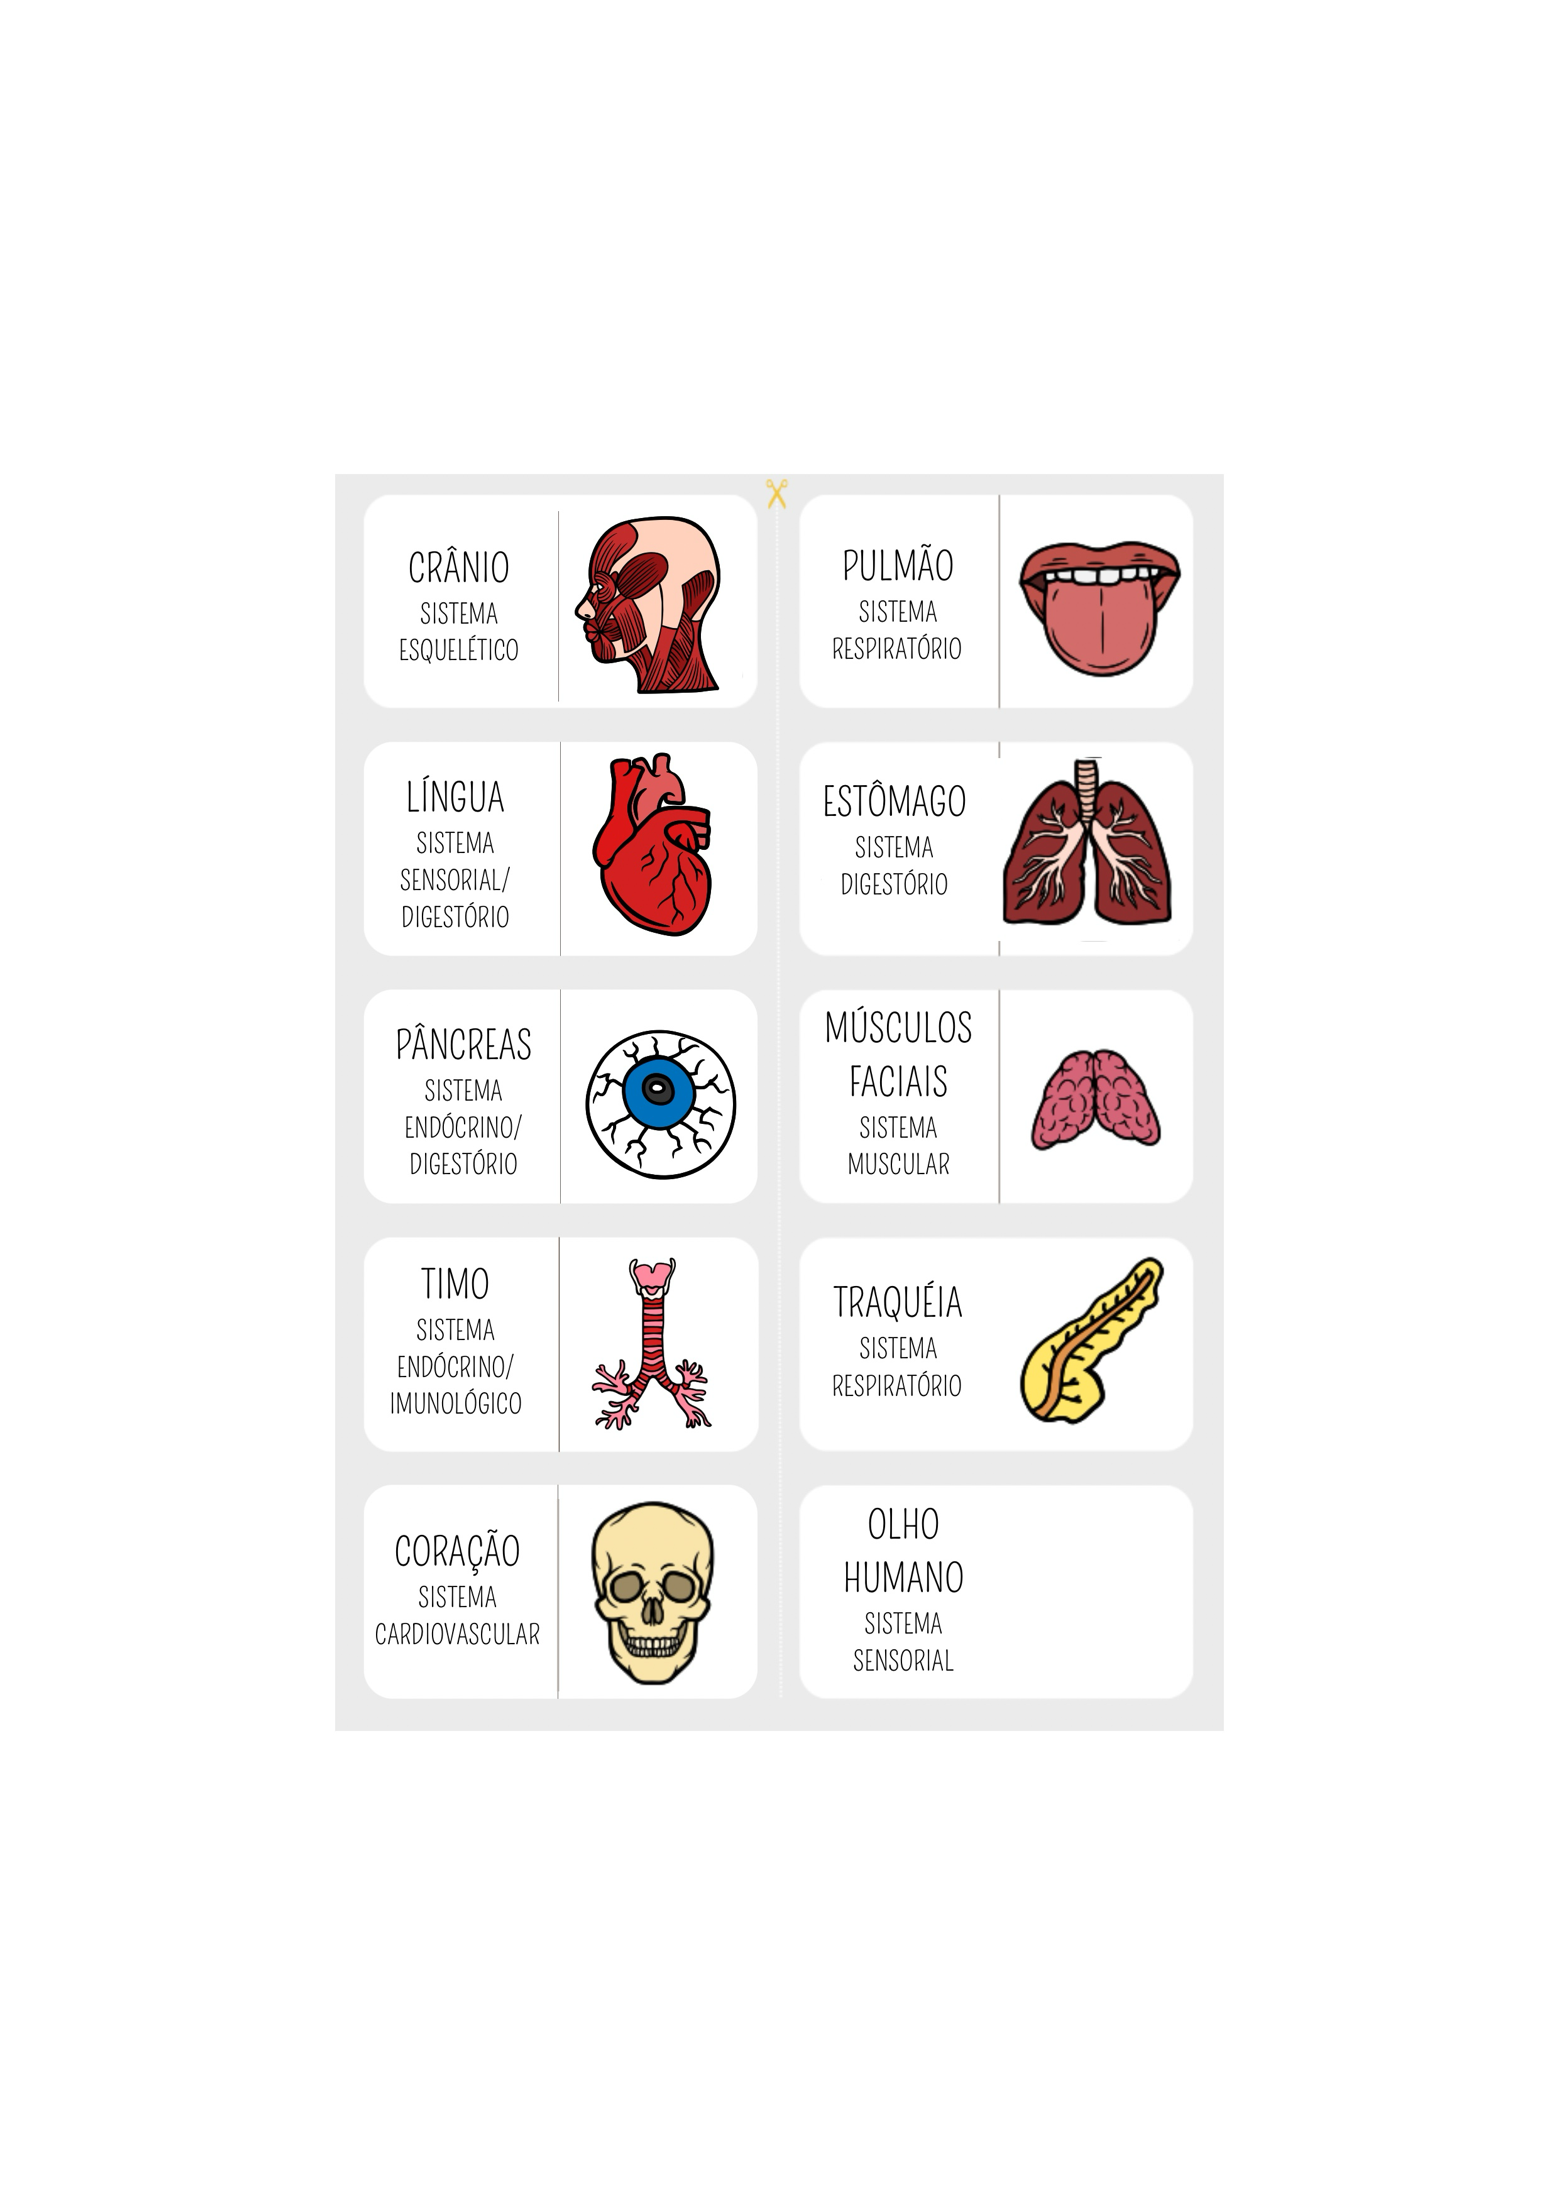 CRÂNIO
SISTEMA
ESQUELÉTICO
PULMÃO
SISTEMA
RESPIRATÓRIO
LÍNGUA
SISTEMA
SENSORIAL/
DIGESTÓRIO
ESTÔMAGO
SISTEMA
DIGESTÓRIO
PÂNCREAS
SISTEMA
ENDÓCRINO/
DIGESTÓRIO
MÚSCULOS
FACIAIS
SISTEMA
MUSCULAR
TIMO
SISTEMA
ENDÓCRINO/
IMUNOLÓGICO
TRAQUÉIA
SISTEMA
RESPIRATÓRIO
CORAÇÃO
SISTEMA
CARDIOVASCULAR
OLHO
HUMANO
SISTEMA
SENSORIAL